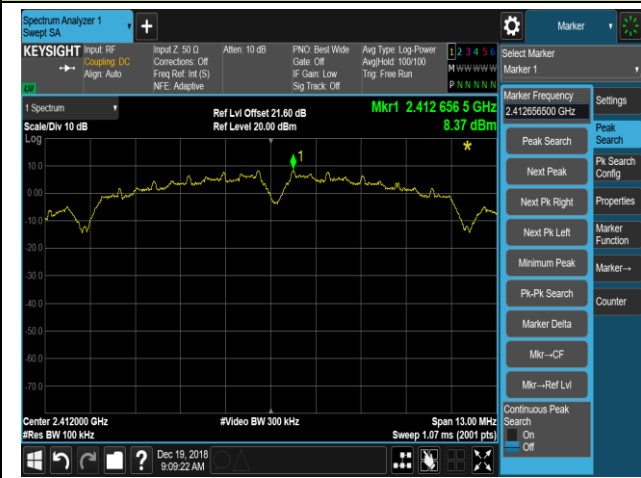 Spectrum Analyzer 1
Swept SA
+
Marker
KEYSIGHT
Input: RF
Coupling: DC
Align: Auto
Input Z: 50 Ω
Corrections: Off
Freq Ref: Int (S)
NFE: Adaptive
Atten: 10 dB
PNO: Best Wide
Gate: Off
IF Gain: Low
Sig Track: Off
Avg Type: Log-Power
Avg|Hold: 100/100
Trig: Free Run
1 2 3 4 5 6
M W W W W W
P N N N N N
Select Marker
Marker 1
1 Spectrum
Scale/Div 10 dB
Log
Ref Lvl Offset 21.60 dB
Ref Level 20.00 dBm
Mkr1 2.412 656 5 GHz
8.37 dBm
*
1
10.0
0.00
-10.0
-20.0
-30.0
-40.0
-50.0
-60.0
-70.0
Center 2.412000 GHz
#Res BW 100 kHz
#Video BW 300 kHz
Span 13.00 MHz
Sweep 1.07 ms (2001 pts)
Marker Frequency
2.412656500 GHz
Peak Search
Next Peak
Next Pk Right
Next Pk Left
Minimum Peak
Pk-Pk Search
Marker Delta
Mkr→CF
Mkr→Ref Lvl
Continuous Peak
Search
On
Off
Settings
Peak
Search
Pk Search
Config
Properties
Marker
Function
Marker→
Counter
?
Dec 19, 2018
9:09:22 AM